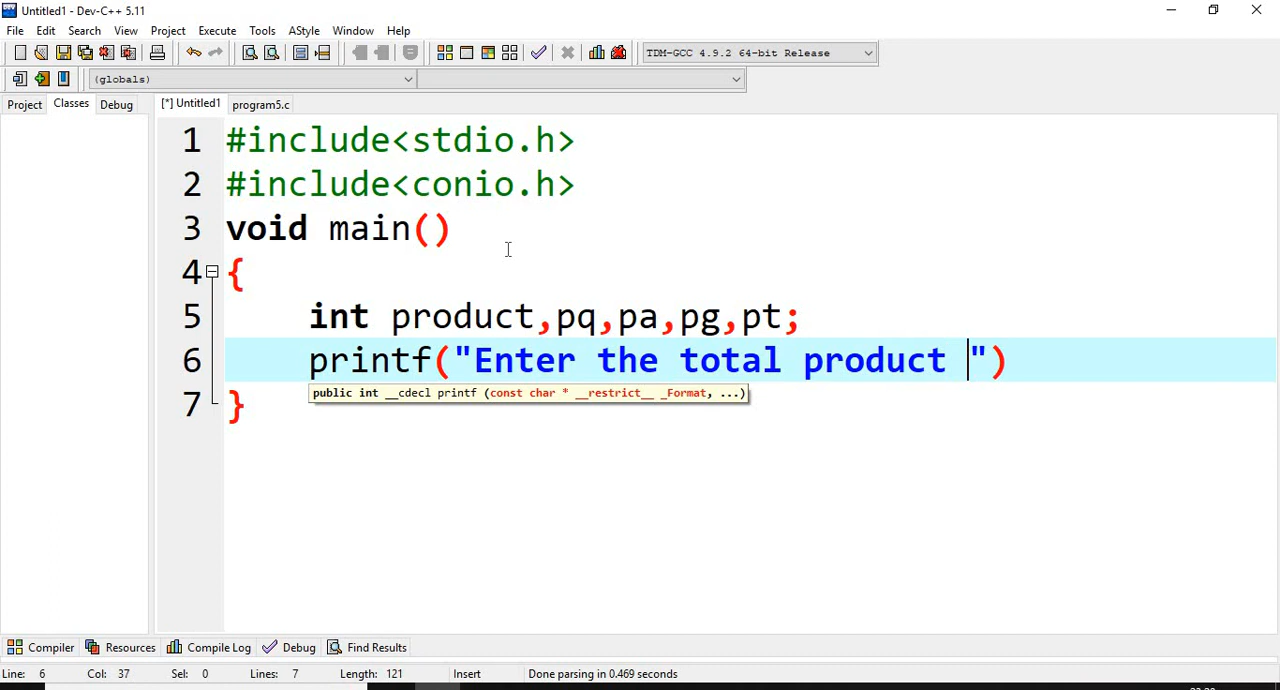 Untitled1 - Dev-C++ 5.11
File Edit Search View Project Execute Tools AStyle Window Help
TDM-GCC 4.9.2 64-bit Release
(globals)
Project Classes Debug [*] Untitled1 program5.c
1 #include<stdio.h>
2 #include<conio.h>
3 void main()
4 {
5 int product,pq,pa,pg,pt;
6 printf("Enter the total product ")
public int __cdecl printf (const char * __restrict__ _Format, ...)
7 }
Compiler Resources Compile Log Debug Find Results
Line: 6 Col: 37 Sel: 0 Lines: 7 Length: 121 Insert Done parsing in 0.469 seconds